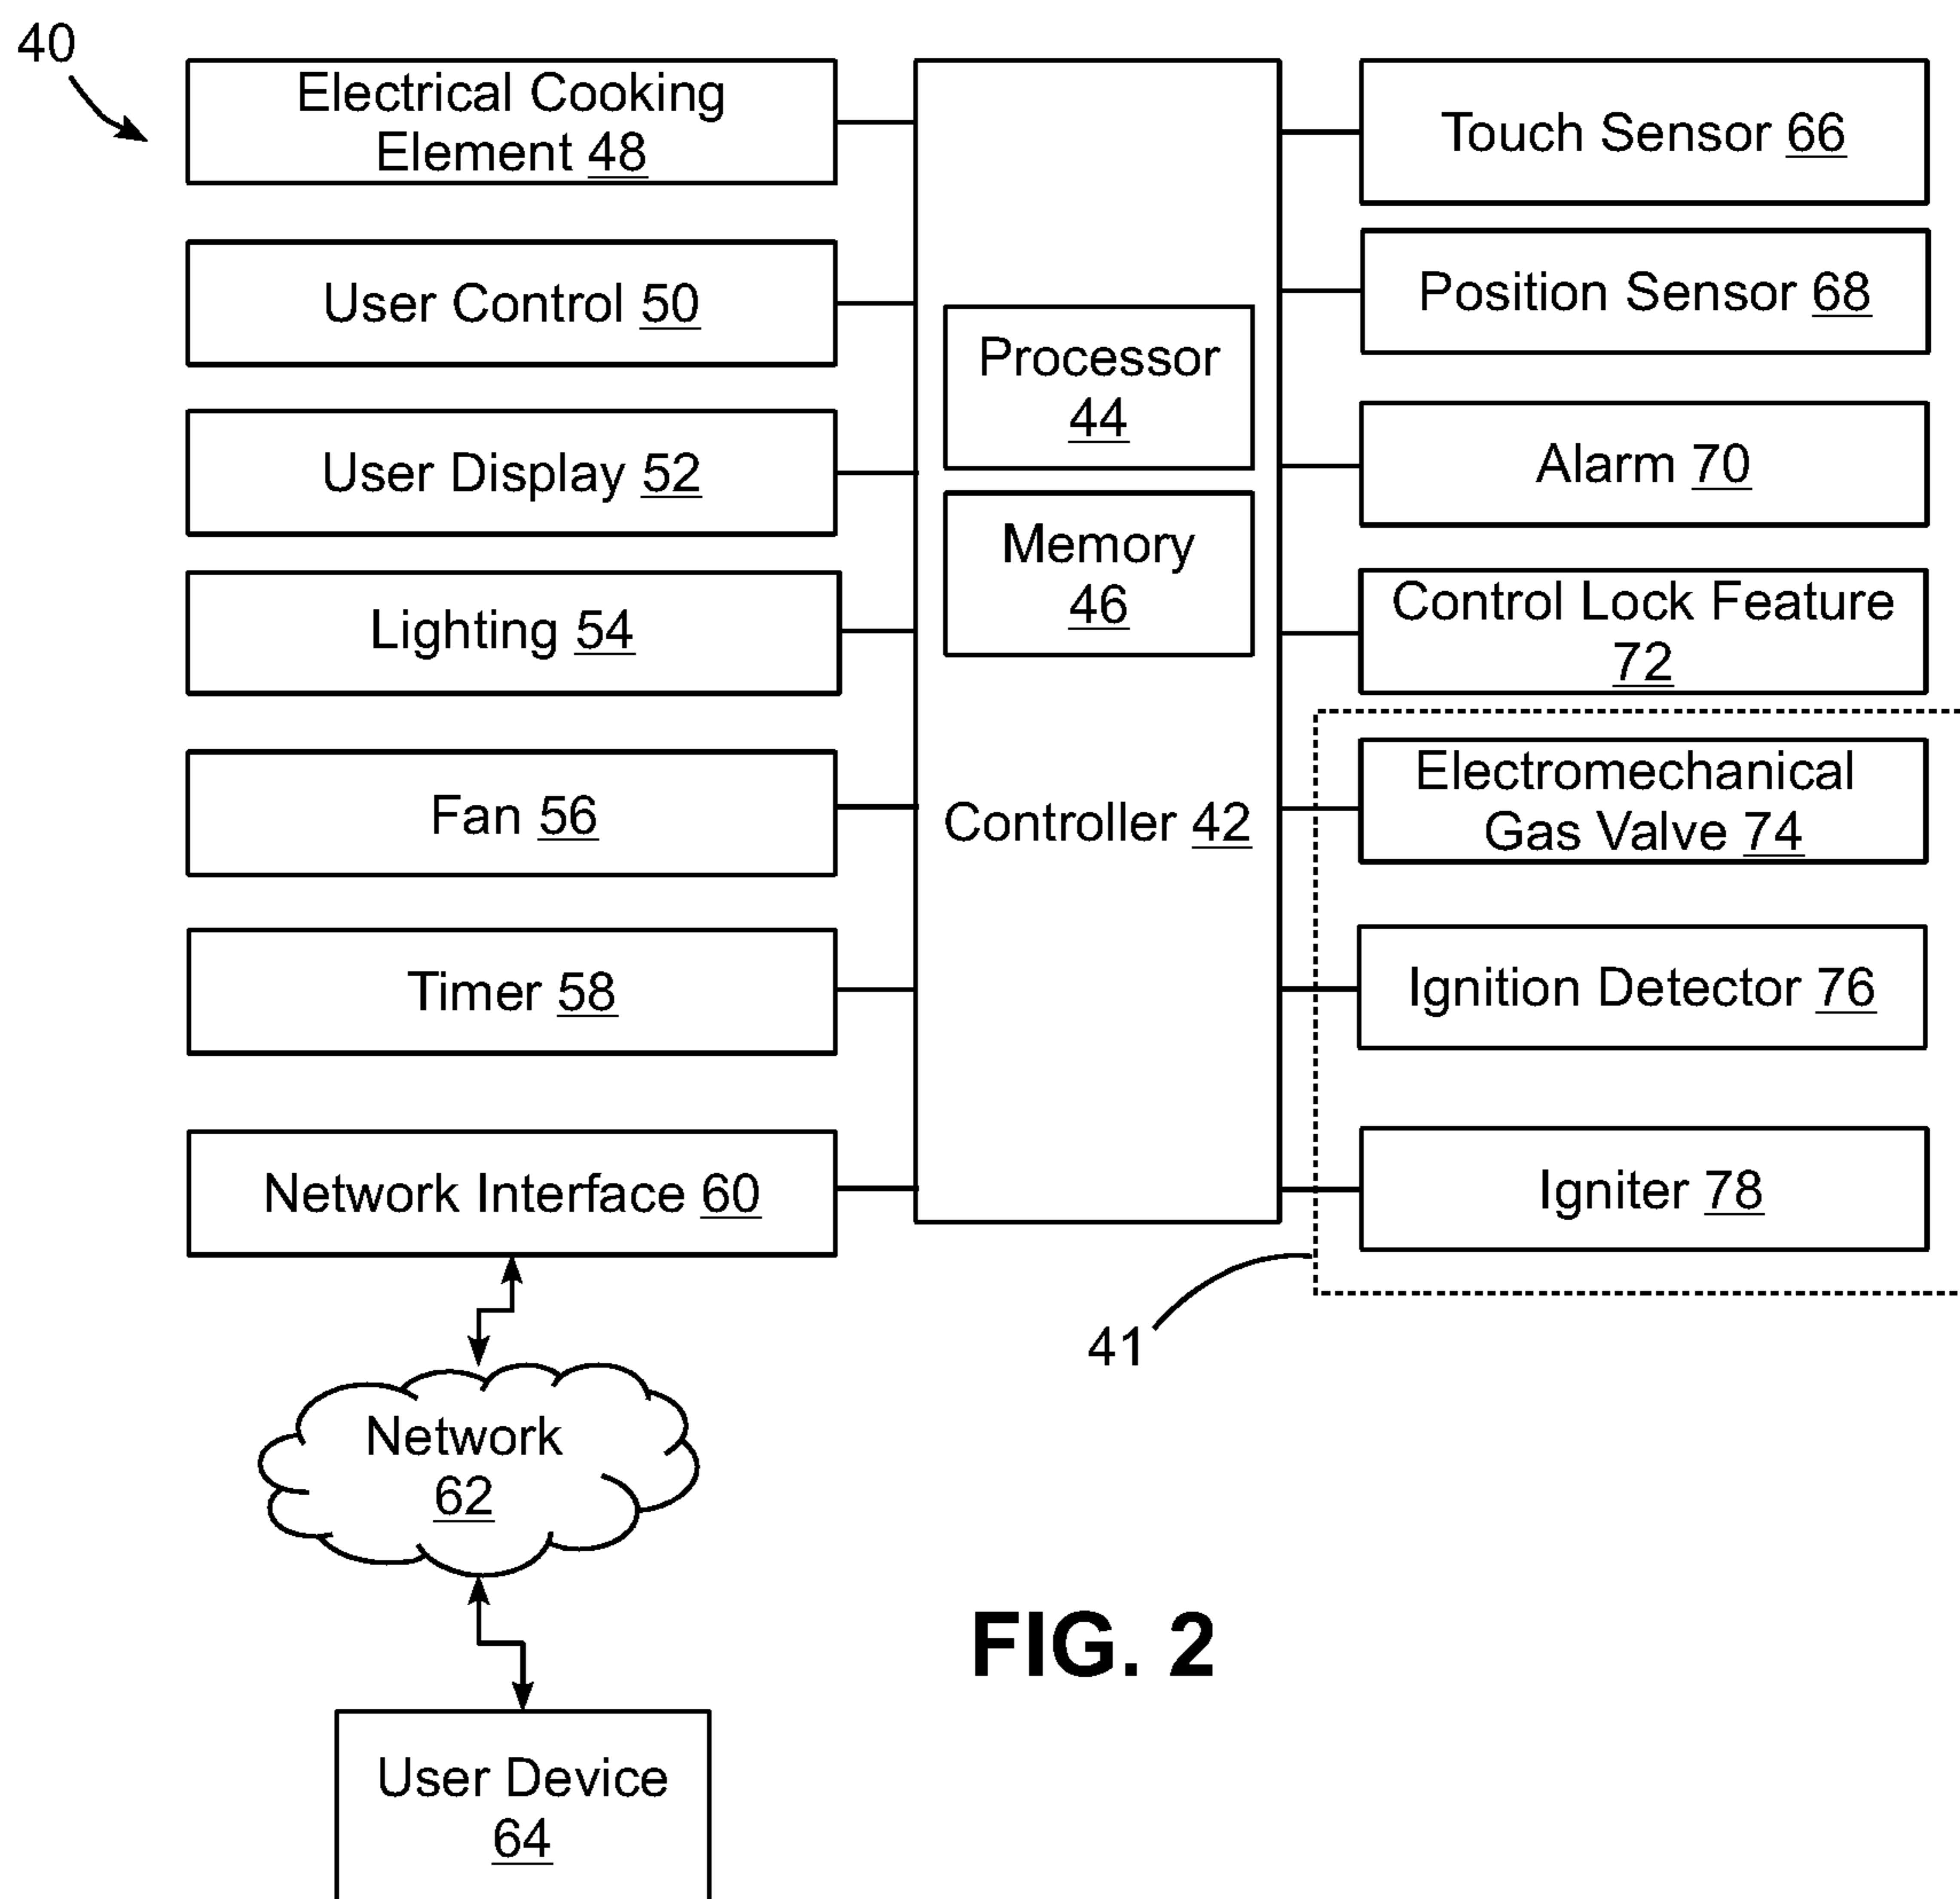 40
Electrical Cooking
Element 48
User Control 50
User Display 52
Lighting 54
Fan 56
Timer 58
Network Interface 60
Network
62
User Device
64
Processor
44
Memory
46
Controller 42
Touch Sensor 66
Position Sensor 68
Alarm 70
Control Lock Feature
72
Electromechanical
Gas Valve 74
Ignition Detector 76
Igniter 78
41
FIG. 2